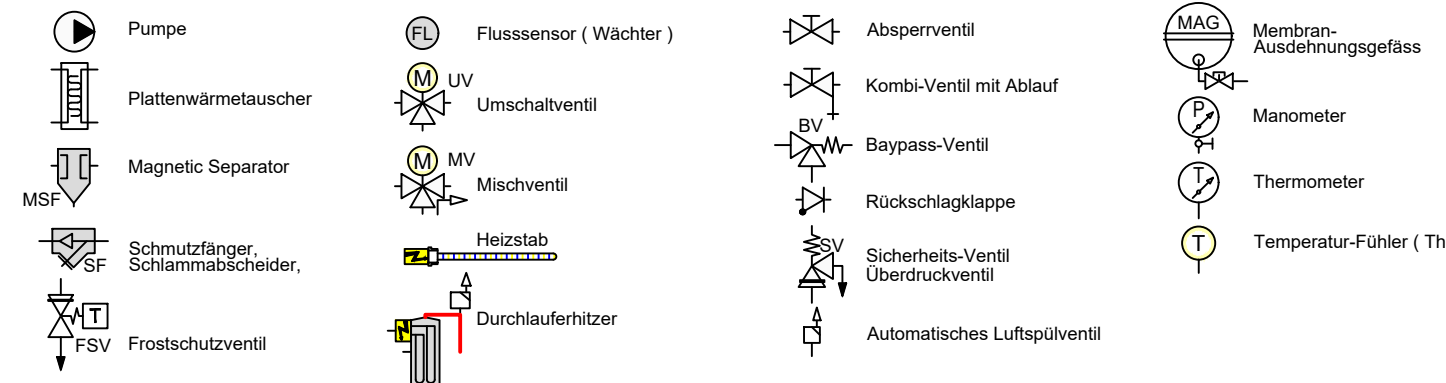 Pumpe
Plattenwärmetauscher
Magnetic Separator
MSF
Schmutzfänger,
Schlammabscheider,
SF
T
FSV
Frostschutzventil
FL
Flusssensor ( Wächter )
M
UV
Umschaltventil
M
MV
Mischventil
Heizstab
Durchlauferhitzer
Absperrventil
Kombi-Ventil mit Ablauf
BV
Baypass-Ventil
Rückschlagklappe
SV
Sicherheits-Ventil
Überdruckventil
Automatisches Luftspülventil
MAG
Membran-
Ausdehnungsgefäss
P
Manometer
T
Thermometer
T
Temperatur-Fühler ( Th